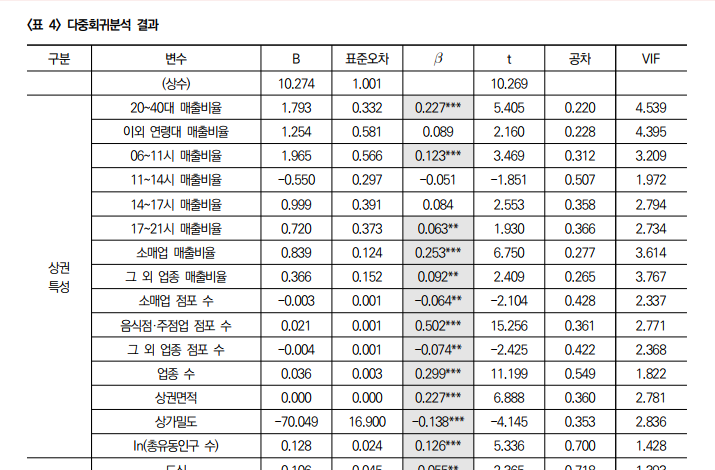 <표 4> 다중회귀분석 결과
구분 변수 B 표준오차 β t 공차 VIF
(상수) 10.274 1.001 10.269
20~40대 매출비율 1.793 0.332 0.227*** 5.405 0.220 4.539
이외 연령대 매출비율 1.254 0.581 0.089 2.160 0.228 4.395
06~11시 매출비율 1.965 0.566 0.123*** 3.469 0.312 3.209
11~14시 매출비율 -0.550 0.297 -0.051 -1.851 0.507 1.972
14~17시 매출비율 0.999 0.391 0.084 2.553 0.358 2.794
17~21시 매출비율 0.720 0.373 0.063** 1.930 0.366 2.734
소매업 매출비율 0.839 0.124 0.253*** 6.750 0.277 3.614
상권
특성
그 외 업종 매출비율 0.366 0.152 0.092** 2.409 0.265 3.767
소매업 점포 수 -0.003 0.001 -0.064** -2.104 0.428 2.337
음식점·주점업 점포 수 0.021 0.001 0.502*** 15.256 0.361 2.771
그 외 업종 점포 수 -0.004 0.001 -0.074** -2.425 0.422 2.368
업종 수 0.036 0.003 0.299*** 11.199 0.549 1.822
상권면적 0.000 0.000 0.227*** 6.888 0.360 2.781
상가밀도 -70.049 16.900 -0.138*** -4.145 0.353 2.836
ln(총유동인구 수) 0.128 0.024 0.126*** 5.336 0.700 1.428